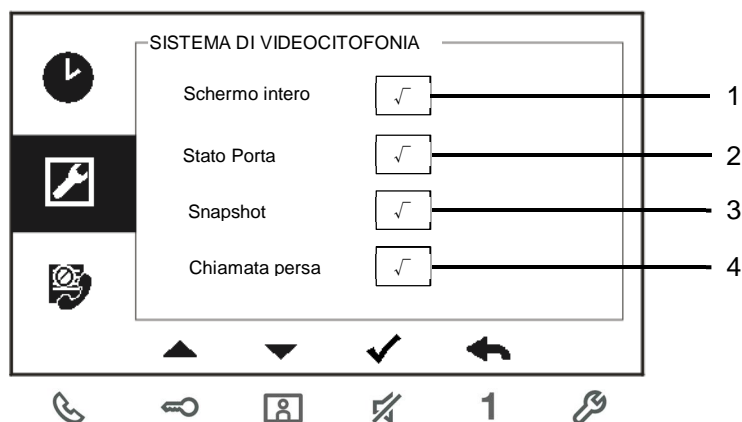 SISTEMA DI VIDEOCITOFONIA
Schermo intero √ 1
Stato Porta √ 2
Snapshot √ 3
Chiamata persa √ 4
1